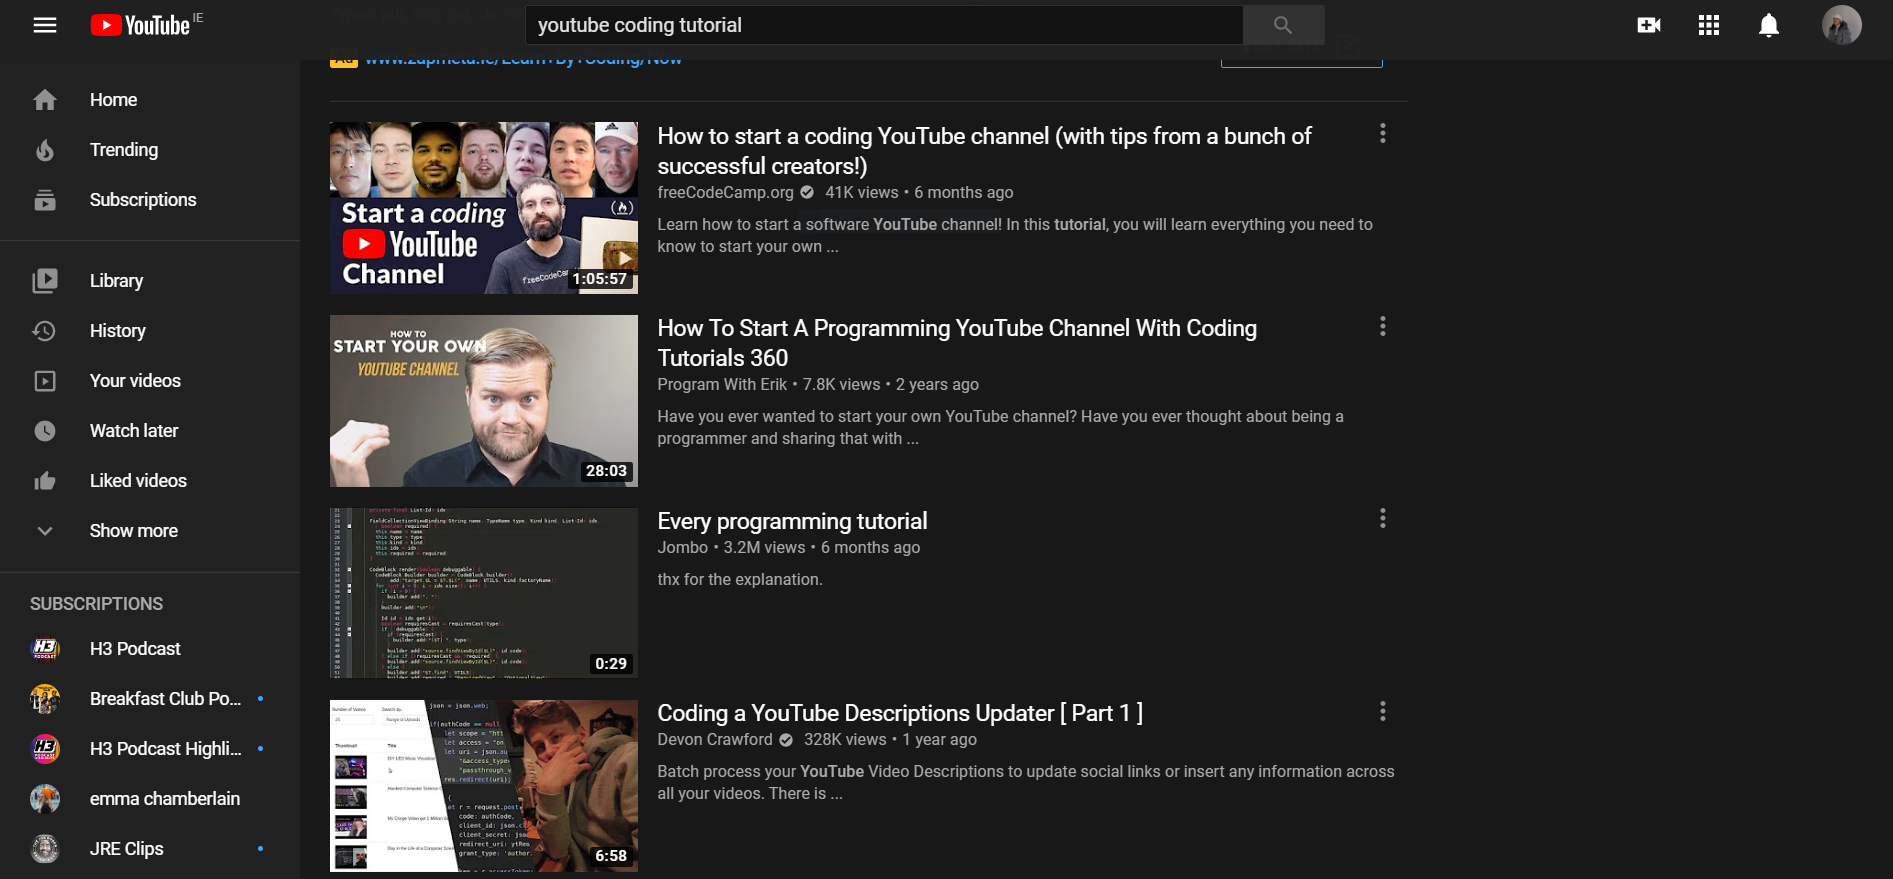 YouTube IE
youtube coding tutorial
Ad www.zapmeta.ie/Learn+By+Coding/Now
Home
Trending
Subscriptions
Library
History
Your videos
Watch later
Liked videos
Show more
SUBSCRIPTIONS
H3 Podcast
Breakfast Club Po...
H3 Podcast Highli...
emma chamberlain
JRE Clips
Start a coding
YouTube
Channel
freeCodeCa
1:05:57
How to start a coding YouTube channel (with tips from a bunch of
successful creators!)
freeCodeCamp.org 41K views • 6 months ago
Learn how to start a software YouTube channel! In this tutorial, you will learn everything you need to
know to start your own ...
HOW TO
START YOUR OWN
YOUTUBE CHANNEL
28:03
How To Start A Programming YouTube Channel With Coding
Tutorials 360
Program With Erik • 7.8K views • 2 years ago
Have you ever wanted to start your own YouTube channel? Have you ever thought about being a
programmer and sharing that with ...
0:29
Every programming tutorial
Jombo • 3.2M views • 6 months ago
thx for the explanation.
6:58
Coding a YouTube Descriptions Updater [ Part 1 ]
Devon Crawford 328K views • 1 year ago
Batch process your YouTube Video Descriptions to update social links or insert any information across
all your videos. There is ...